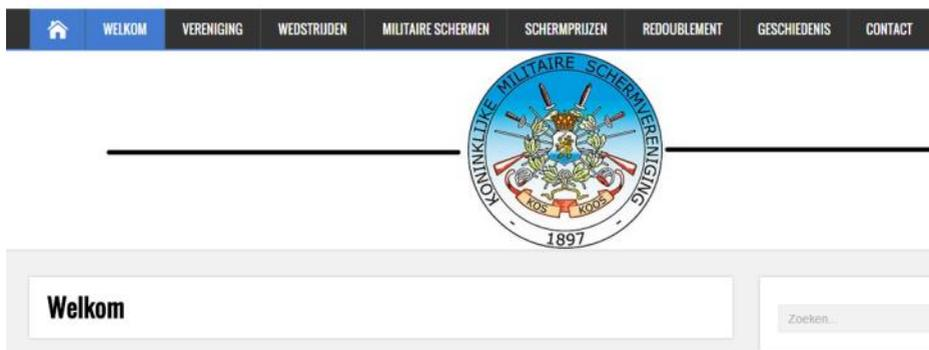 WELKOM VERENIGING WEDSTRIJDEN MILITAIRE SCHERMEN SCHERMPRIJZEN REDOUBLEMENT GESCHIEDENIS CONTACT
KONINKLIJKE MILITAIRE SCHERMVERENIGING
KOS KOOS
- 1897 -
Welkom
Zoeken...